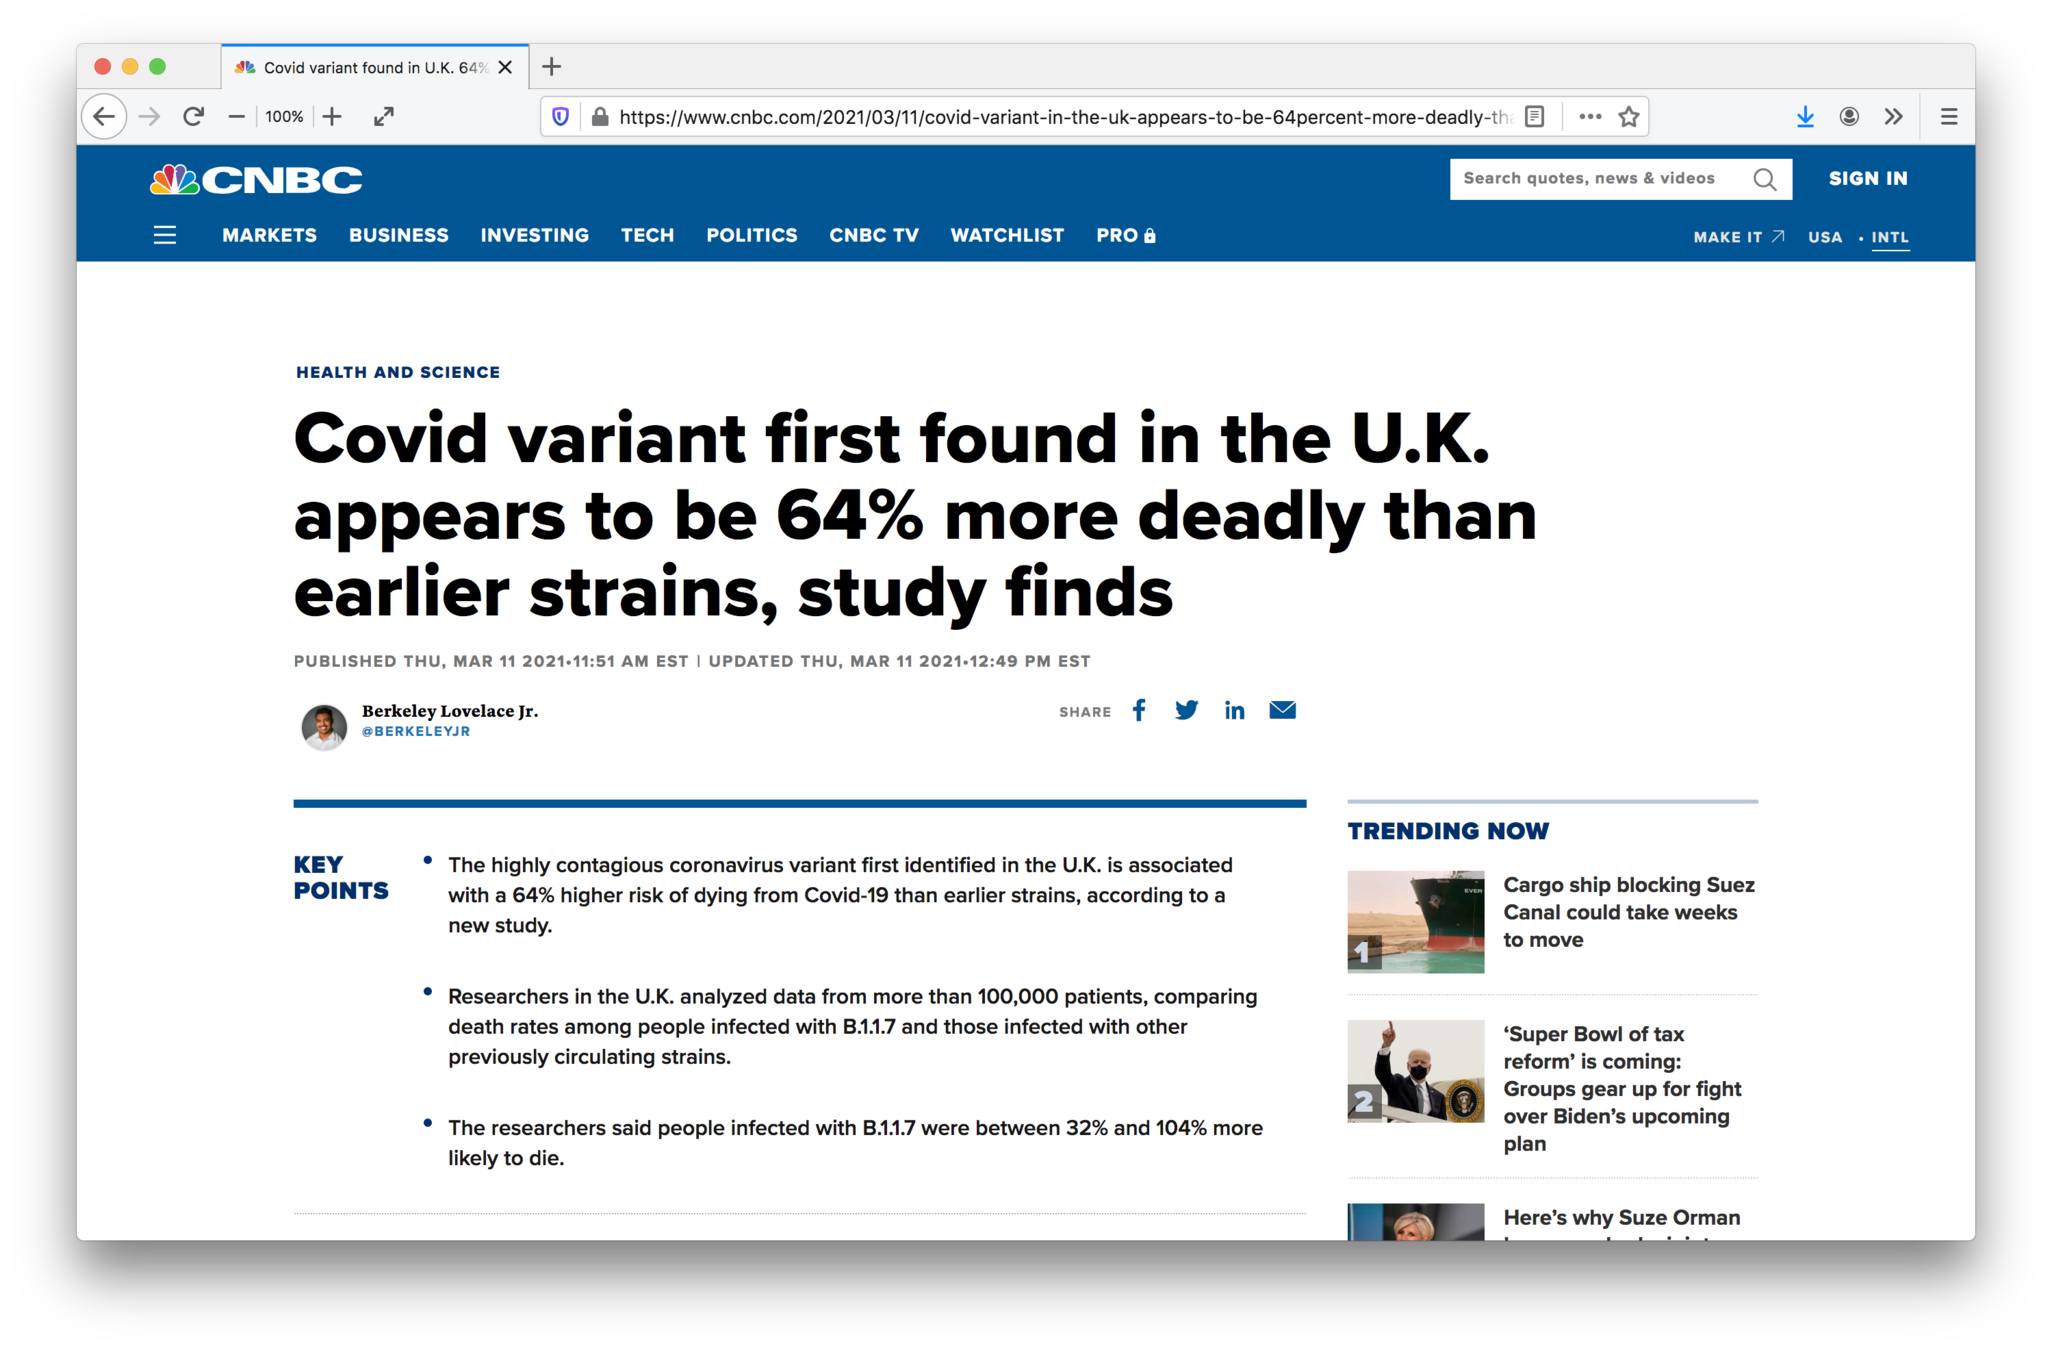 Covid variant found in U.K. 64%
100%
https://www.cnbc.com/2021/03/11/covid-variant-in-the-uk-appears-to-be-64percent-more-deadly-tha
CNBC
Search quotes, news & videos
SIGN IN
MARKETS BUSINESS INVESTING TECH POLITICS CNBC TV WATCHLIST PRO
MAKE IT USA • INTL
HEALTH AND SCIENCE
Covid variant first found in the U.K.
appears to be 64% more deadly than
earlier strains, study finds
PUBLISHED THU, MAR 11 2021•11:51 AM EST | UPDATED THU, MAR 11 2021•12:49 PM EST
Berkeley Lovelace Jr.
@BERKELEYJR
SHARE
KEY
POINTS
• The highly contagious coronavirus variant first identified in the U.K. is associated
with a 64% higher risk of dying from Covid-19 than earlier strains, according to a
new study.
• Researchers in the U.K. analyzed data from more than 100,000 patients, comparing
death rates among people infected with B.1.1.7 and those infected with other
previously circulating strains.
• The researchers said people infected with B.1.1.7 were between 32% and 104% more
likely to die.
TRENDING NOW
EVER
1
Cargo ship blocking Suez
Canal could take weeks
to move
2
‘Super Bowl of tax
reform’ is coming:
Groups gear up for fight
over Biden’s upcoming
plan
Here’s why Suze Orman